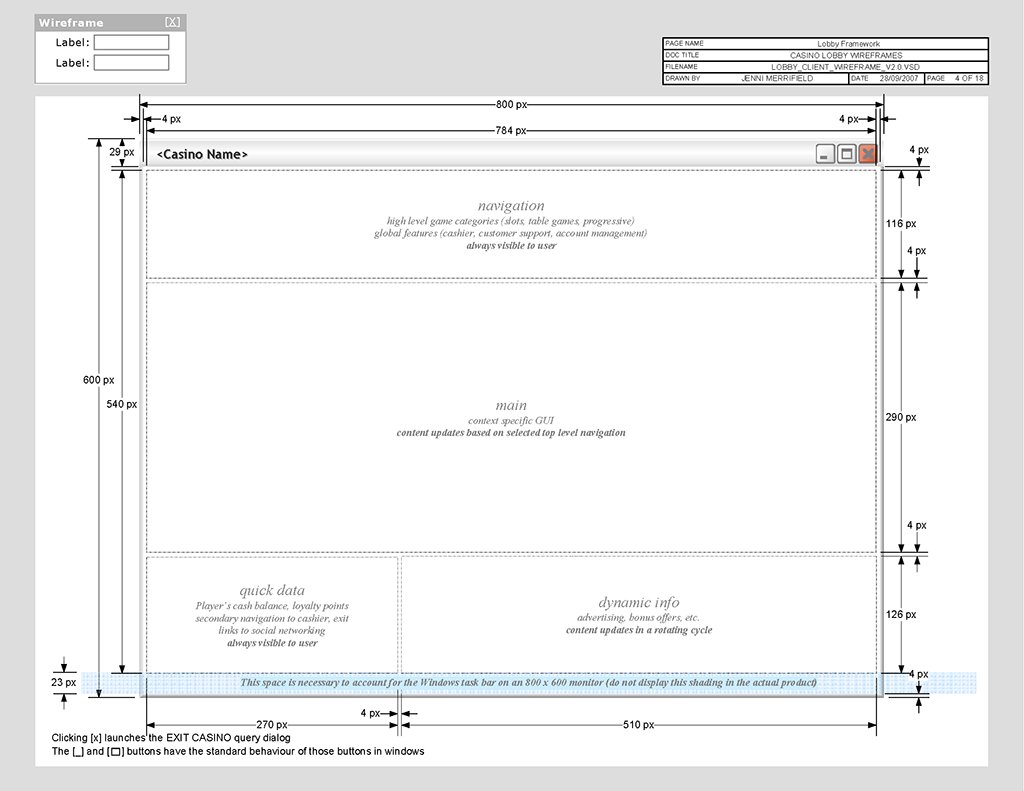 Wireframe [X]
Label:
Label:
PAGE NAME Lobby Framework
DOC TITLE CASINO LOBBY WIREFRAMES
FILENAME LOBBY_CLIENT_WIREFRAME_V2.0.VSD
DRAWN BY JENNI MERRIFIELD DATE 28/09/2007 PAGE 4 OF 18
800 px
4 px 4 px
784 px
29 px <Casino Name> 4 px
navigation
high level game categories (slots, table games, progressive)
global features (cashier, customer support, account management)
always visible to user
116 px
4 px
600 px
540 px
main
context specific GUI
content updates based on selected top level navigation
290 px
4 px
quick data
Player's cash balance, loyalty points
secondary navigation to cashier, exit
links to social networking
always visible to user
dynamic info
advertising, bonus offers, etc.
content updates in a rotating cycle
126 px
4 px
23 px This space is necessary to account for the Windows task bar on an 800 x 600 monitor (do not display this shading in the actual product)
4 px
270 px 510 px
Clicking [x] launches the EXIT CASINO query dialog
The [_] and [□] buttons have the standard behaviour of those buttons in windows